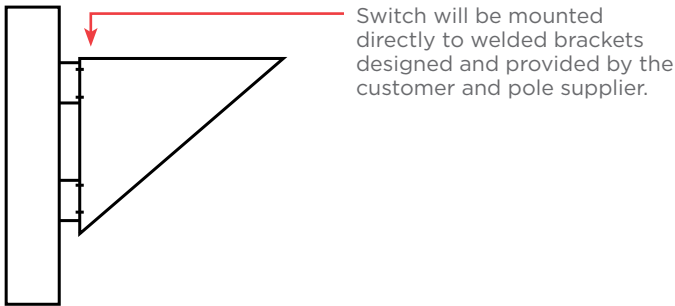 Switch will be mounted
directly to welded brackets
designed and provided by the
customer and pole supplier.